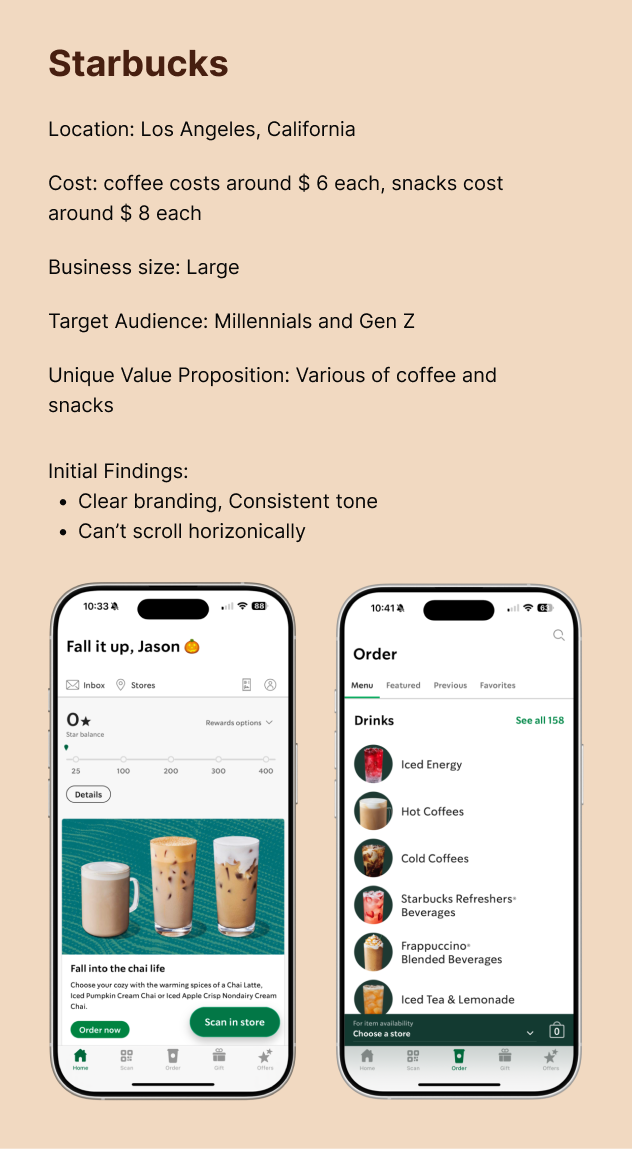 Starbucks
Location: Los Angeles, California
Cost: coffee costs around $ 6 each, snacks cost
around $ 8 each
Business size: Large
Target Audience: Millennials and Gen Z
Unique Value Proposition: Various of coffee and
snacks
Initial Findings:
• Clear branding, Consistent tone
• Can’t scroll horizonically
10:33
88
Fall it up, Jason 🎃
Inbox
Stores
0★
Star balance
Rewards options
25 100 200 300 400
Details
Fall into the chai life
Choose your cozy with the warming spices of a Chai Latte,
Iced Pumpkin Cream Chai or Iced Apple Crisp Nondairy Cream
Chai.
Order now
Scan in store
Home Scan Order Gift Offers
10:41
Order
Menu Featured Previous Favorites
Drinks
See all 158
Iced Energy
Hot Coffees
Cold Coffees
Starbucks Refreshers®
Beverages
Frappuccino®
Blended Beverages
Iced Tea & Lemonade
For item availability
Choose a store
0
Home Scan Order Gift Offers